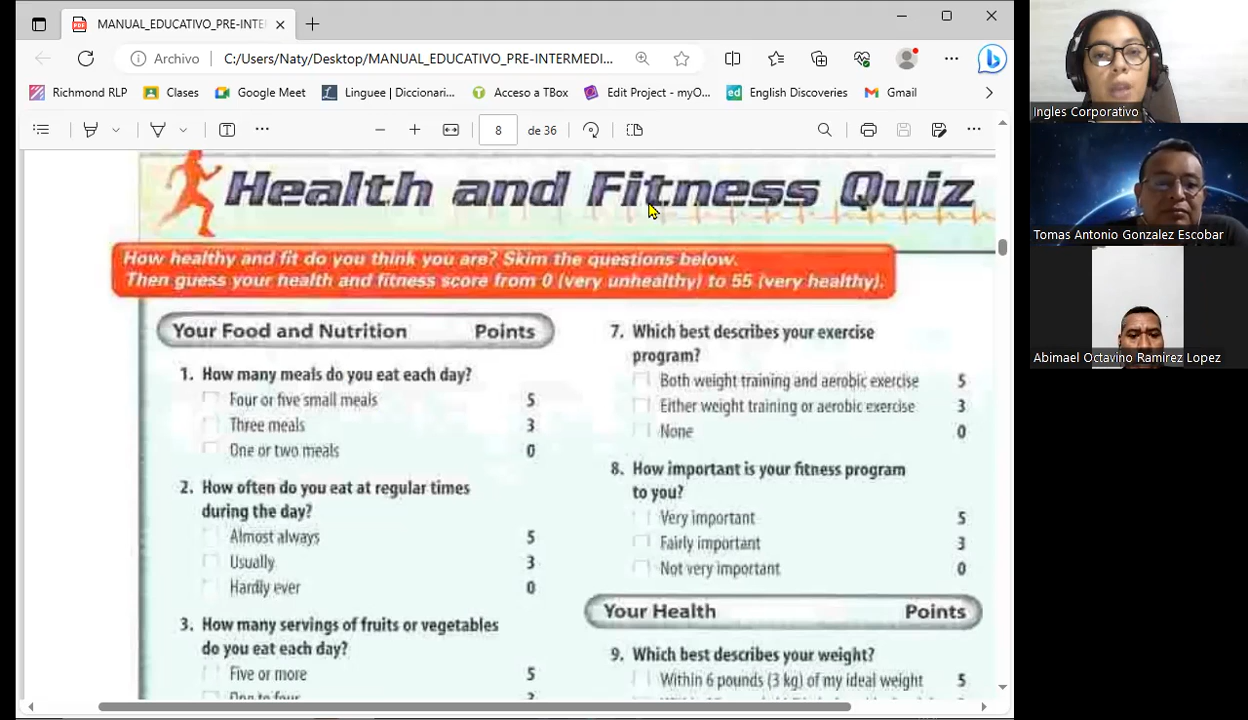 MANUAL_EDUCATIVO_PRE-INTE
Archivo
C:/Users/Naty/Desktop/MANUAL_EDUCATIVO_PRE-INTERMEDI...
Richmond RLP
Clases
Google Meet
Linguee | Diccionari...
Acceso a TBox
Edit Project - myO...
English Discoveries
Gmail
8
de 36
Health and Fitness Quiz
How healthy and fit do you think you are? Skim the questions below.
Then guess your health and fitness score from 0 (very unhealthy) to 55 (very healthy).
Your Food and Nutrition Points
1. How many meals do you eat each day?
Four or five small meals 5
Three meals 3
One or two meals 0
2. How often do you eat at regular times
during the day?
Almost always 5
Usually 3
Hardly ever 0
3. How many servings of fruits or vegetables
do you eat each day?
Five or more 5
One to four 3
7. Which best describes your exercise
program?
Both weight training and aerobic exercise 5
Either weight training or aerobic exercise 3
None 0
8. How important is your fitness program
to you?
Very important 5
Fairly important 3
Not very important 0
Your Health Points
9. Which best describes your weight?
Within 6 pounds (3 kg) of my ideal weight 5
Ingles Corporativo
Tomas Antonio Gonzalez Escobar
Abimael Octavino Ramirez Lopez